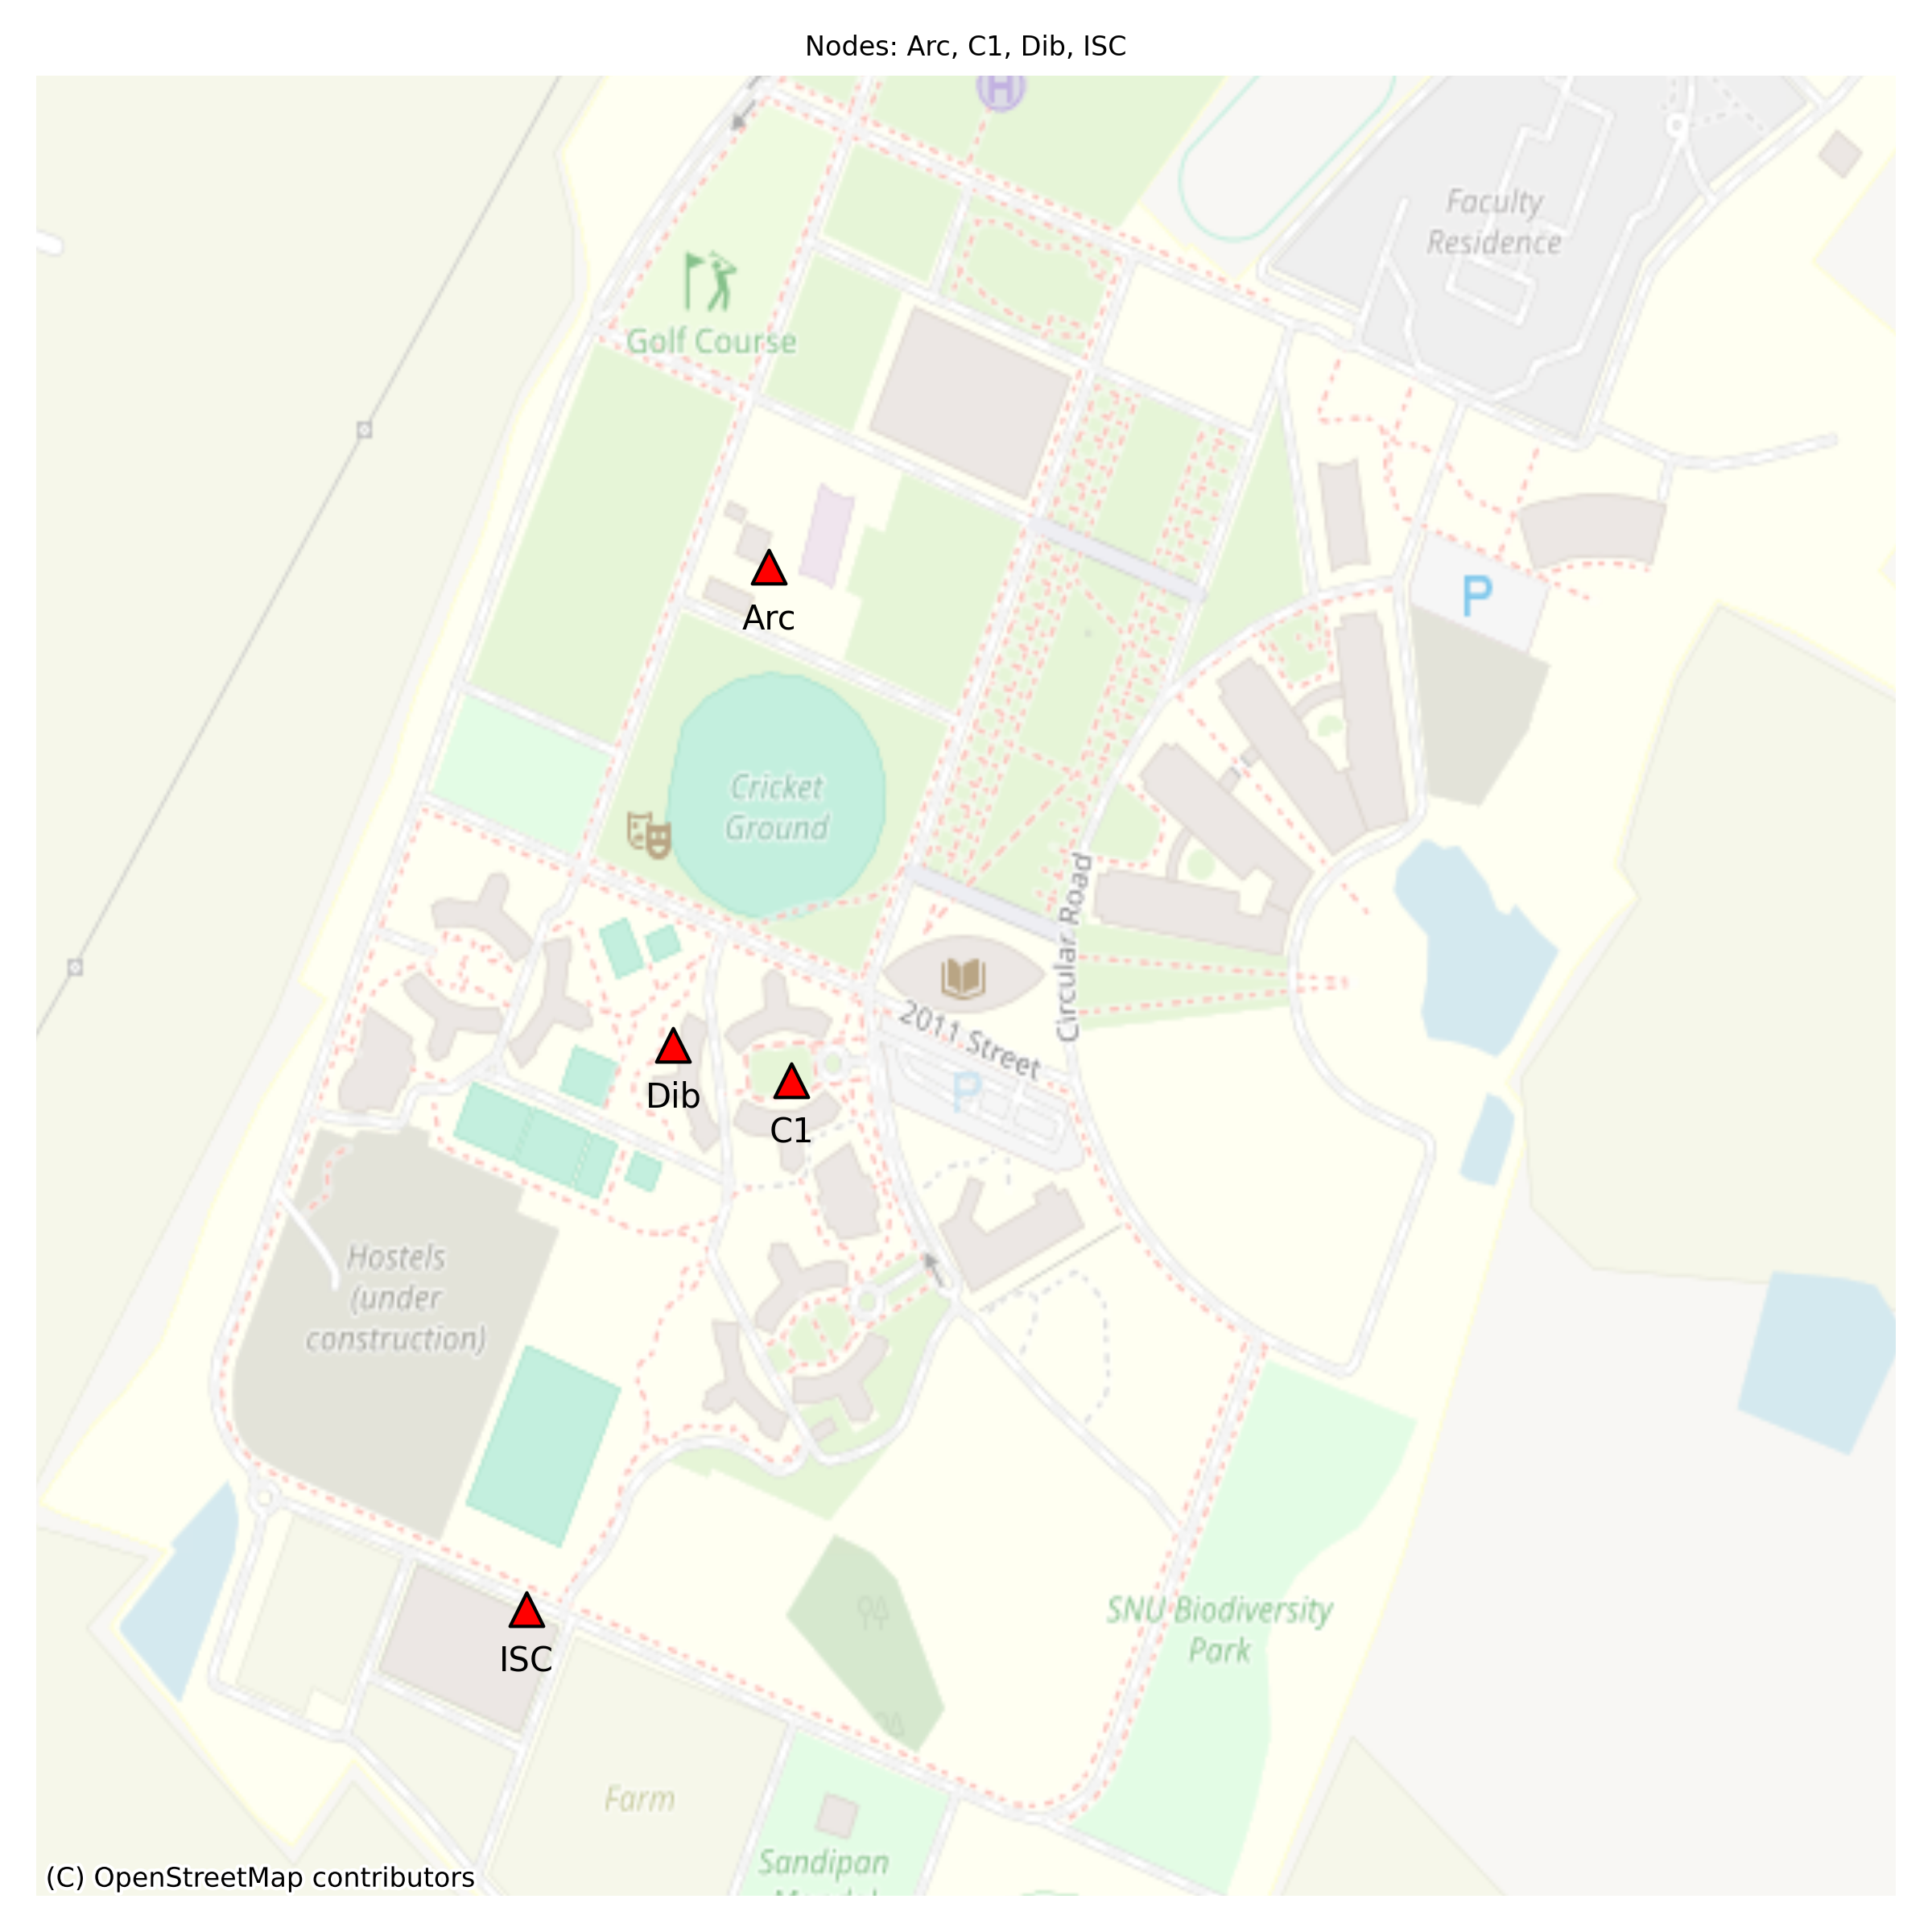 Nodes: Arc, C1, Dib, ISC
H
Faculty
Residence
Golf Course
P
Arc
Cricket
Ground
Circular Road
2011 Street
P
Dib
C1
Hostels
(under
construction)
SNU Biodiversity
Park
ISC
Farm
Sandipan
(C) OpenStreetMap contributors